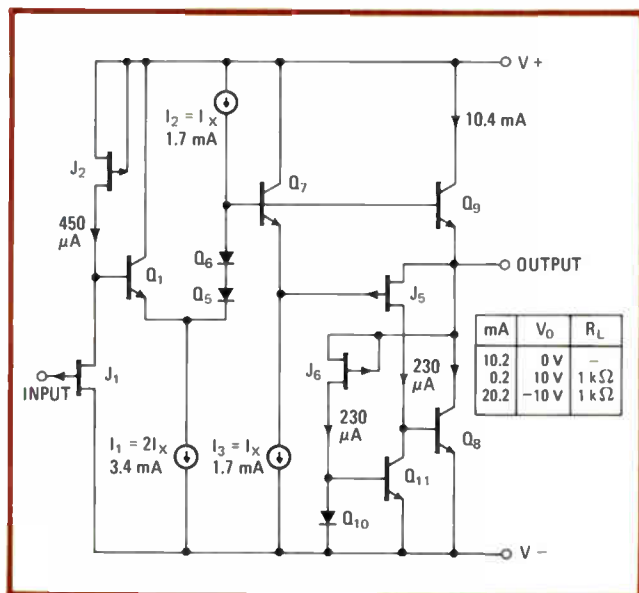 V+
I₂ = Iₓ
1.7 mA
10.4 mA
J₂
Q₇
Q₉
450
µA
Q₁
Q₆
Q₅
OUTPUT
J₅
J₁
INPUT
mA V₀ R_L
10.2 0 V –
0.2 10 V 1 kΩ
20.2 −10 V 1 kΩ
J₆
230
µA
I₁ = 2Iₓ
3.4 mA
I₃ = Iₓ
1.7 mA
230
µA
Q₈
Q₁₁
Q₁₀
V−